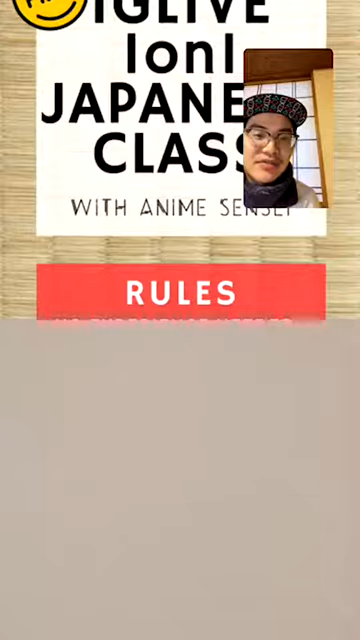 IGLIVE
1on1
JAPANE
CLASS
WITH ANIME SENSEI
RULES